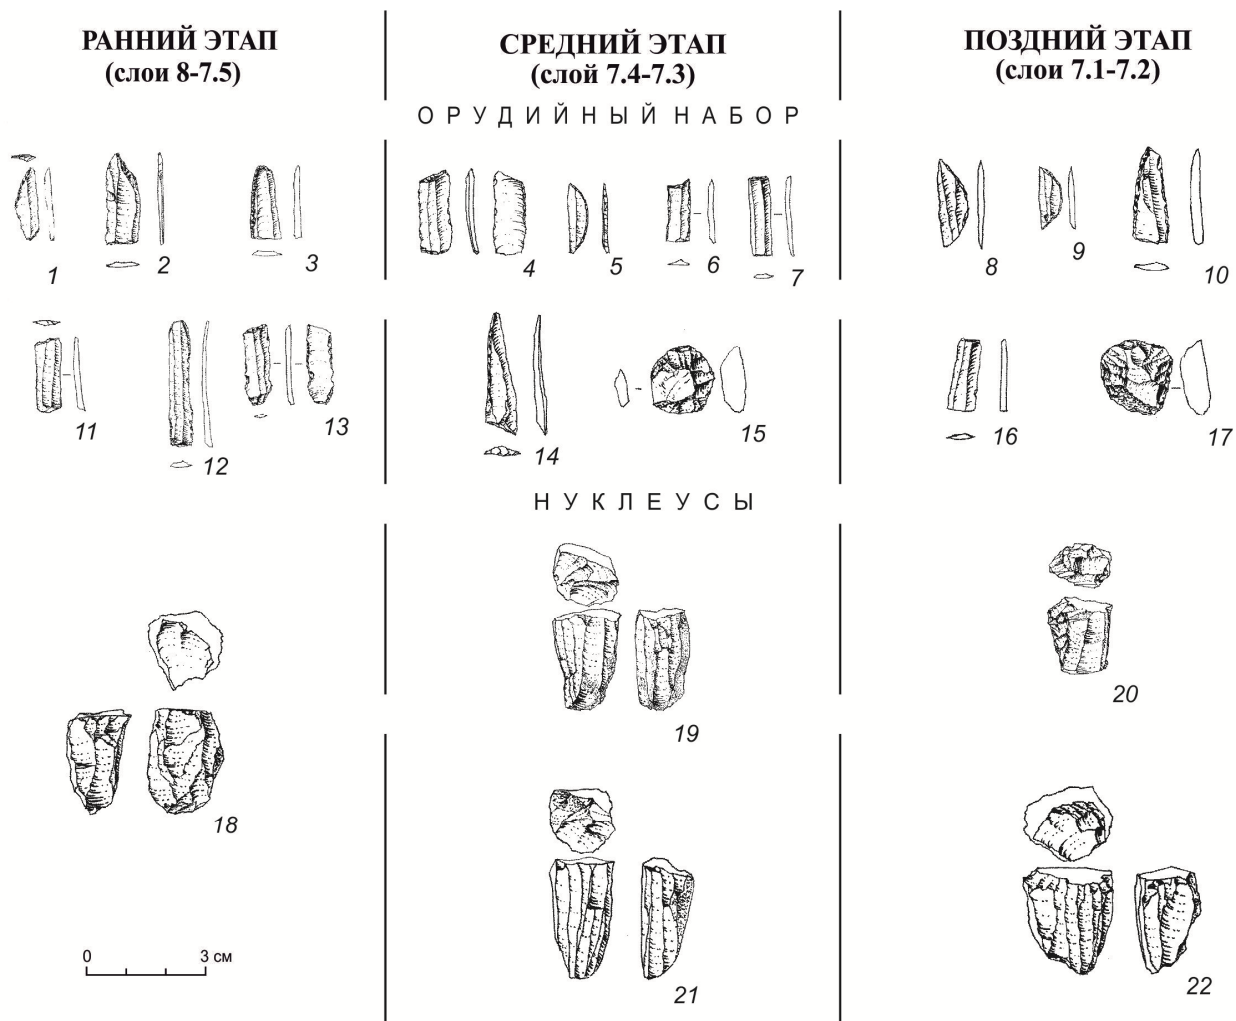 РАННИЙ ЭТАП
(слои 8-7.5)
СРЕДНИЙ ЭТАП
(слой 7.4-7.3)
ПОЗДНИЙ ЭТАП
(слои 7.1-7.2)
ОРУДИЙНЫЙ НАБОР
1
2
3
4
5
6
7
8
9
10
11
12
13
14
15
16
17
НУКЛЕУСЫ
18
19
20
21
22
0 3 см